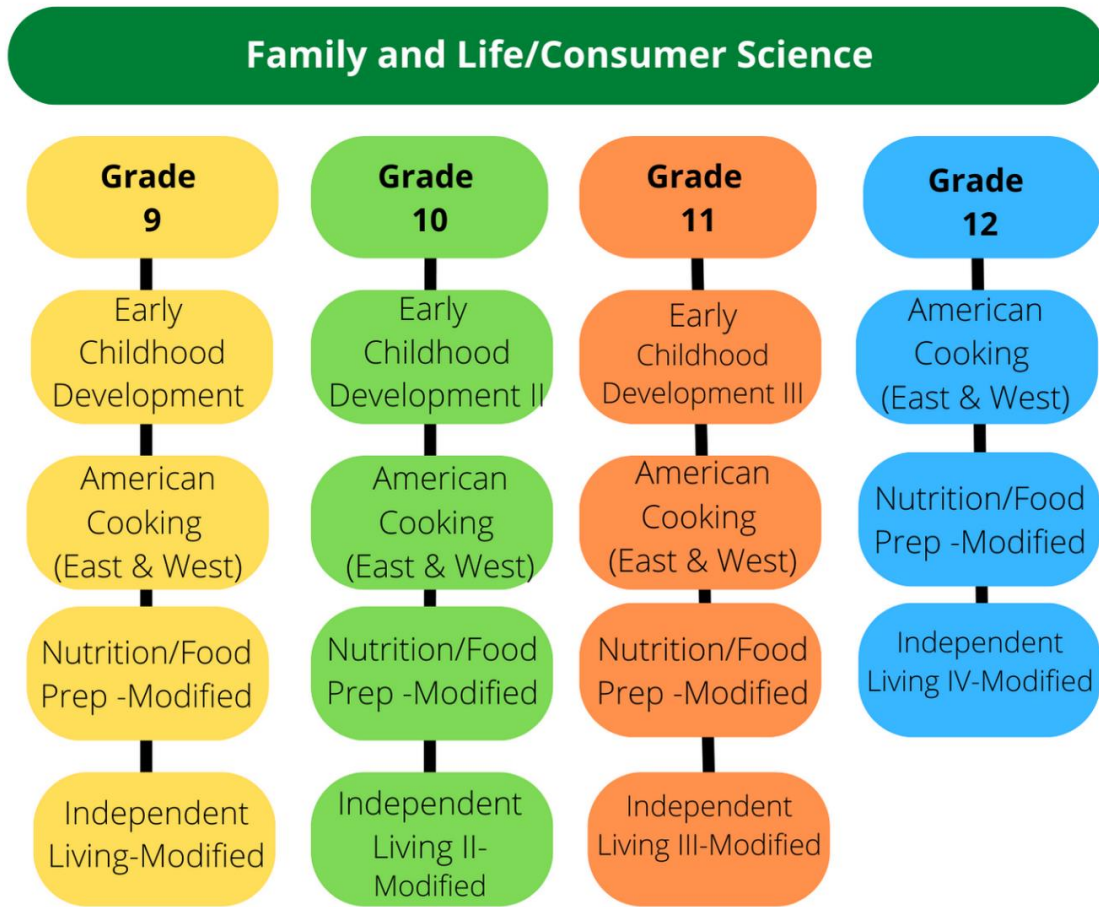 Family and Life/Consumer Science
Grade
9
Early
Childhood
Development
American
Cooking
(East & West)
Nutrition/Food
Prep -Modified
Independent
Living-Modified
Grade
10
Early
Childhood
Development II
American
Cooking
(East & West)
Nutrition/Food
Prep -Modified
Independent
Living II-
Modified
Grade
11
Early
Childhood
Development III
American
Cooking
(East & West)
Nutrition/Food
Prep -Modified
Independent
Living III-Modified
Grade
12
American
Cooking
(East & West)
Nutrition/Food
Prep -Modified
Independent
Living IV-Modified